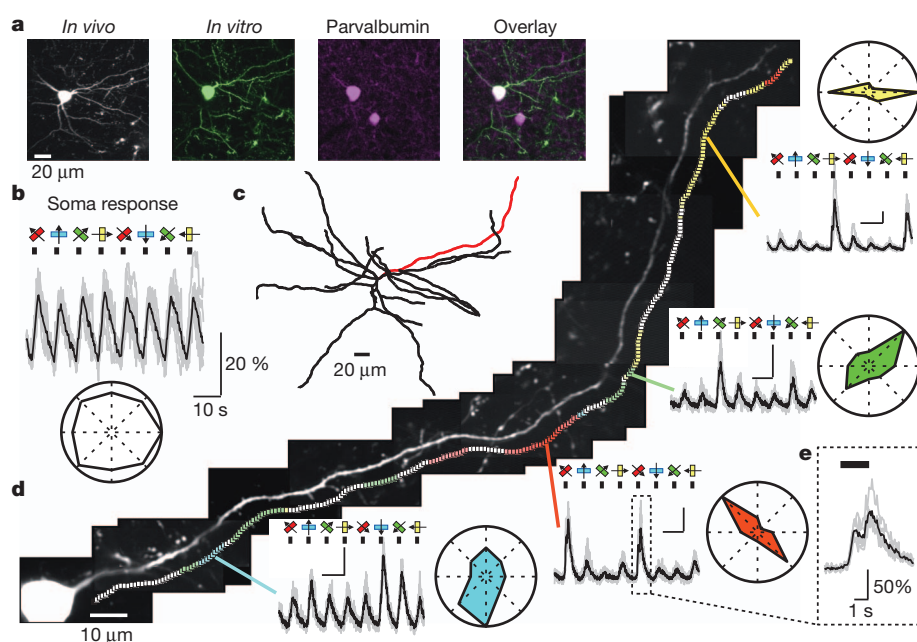 a
In vivo
In vitro
Parvalbumin
Overlay
20 μm
b
Soma response
20 %
10 s
c
20 μm
d
10 μm
e
50%
1 s